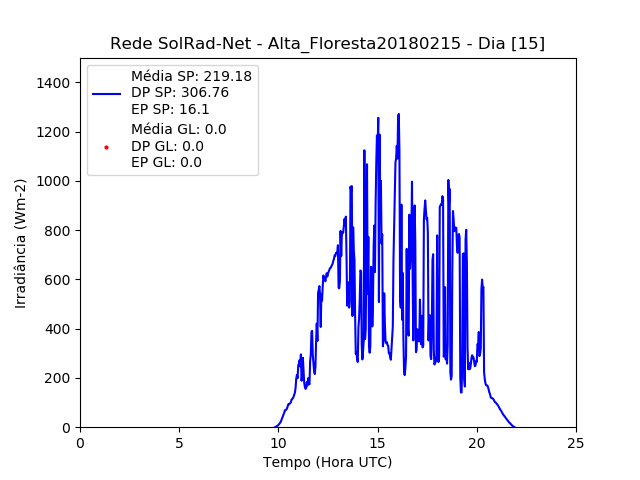 Rede SolRad-Net - Alta_Floresta20180215 - Dia [15]
Média SP: 219.18
DP SP: 306.76
EP SP: 16.1
Média GL: 0.0
DP GL: 0.0
EP GL: 0.0
1400
1200
1000
800
600
400
200
0
Irradiância (Wm-2)
0 5 10 15 20 25
Tempo (Hora UTC)